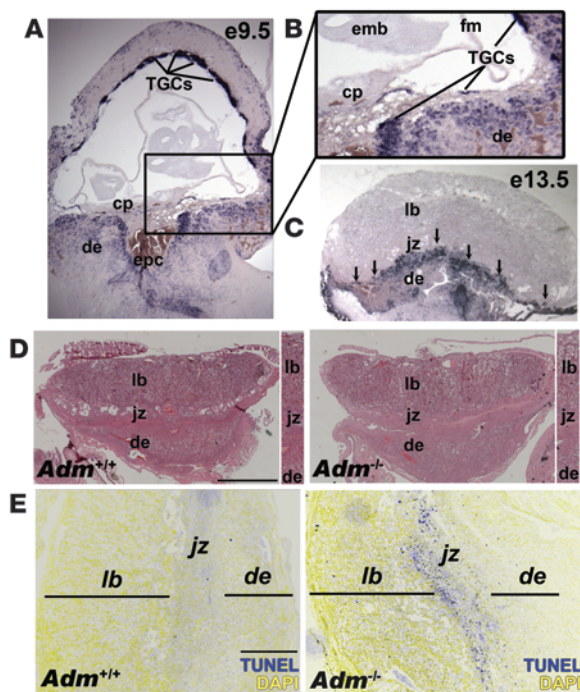 A
e9.5
TGCs
cp
de
epc
B
emb
fm
TGCs
cp
de
e13.5
C
lb
jz
de
D
lb
jz
de
Adm+/+
lb
jz
de
lb
jz
de
Adm-/-
lb
jz
de
E
lb
jz
de
Adm+/+
TUNEL
DAPI
lb
jz
de
Adm-/-
TUNEL
DAPI